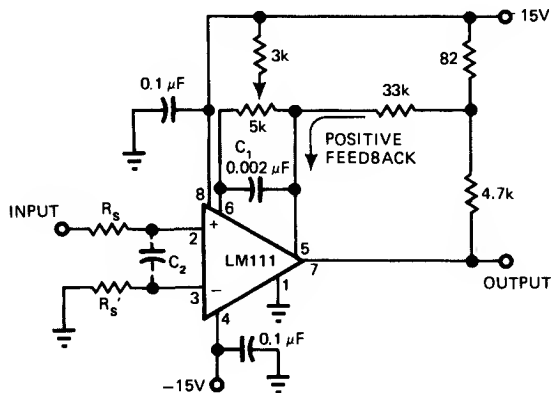 15V
3k
82
0.1 μF
33k
5k
POSITIVE
FEEDBACK
C1
0.002 μF
4.7k
8
6
INPUT
RS
2
+
5
C2
LM111
7
1
OUTPUT
RS'
3
−
4
0.1 μF
−15V